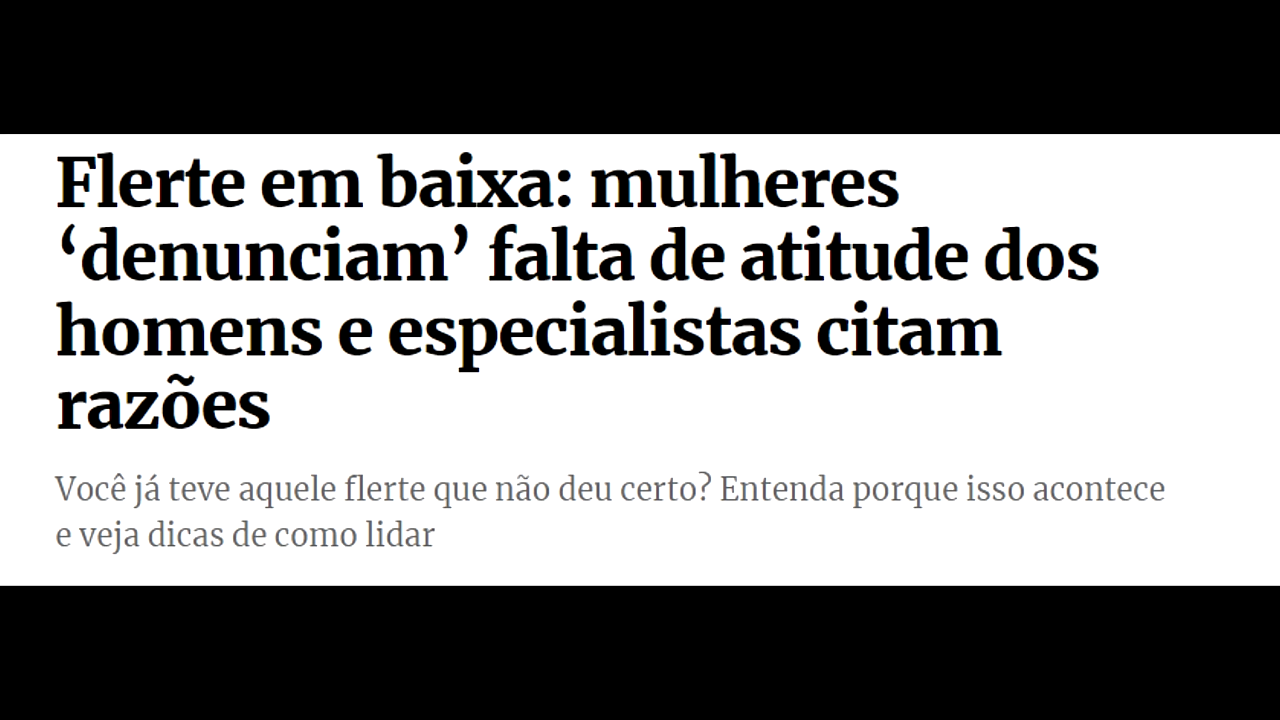 Flerte em baixa: mulheres
‘denunciam’ falta de atitude dos
homens e especialistas citam
razões
Você já teve aquele flerte que não deu certo? Entenda porque isso acontece
e veja dicas de como lidar